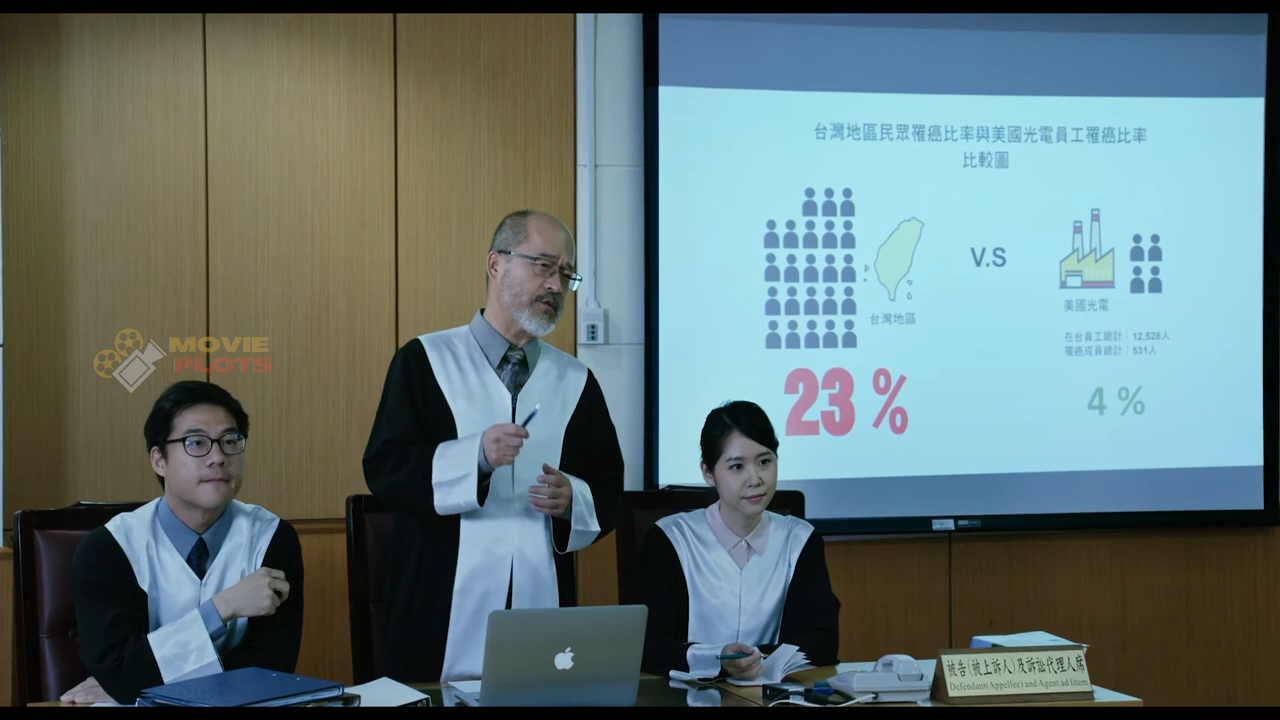 台灣地區民眾罹癌比率與美國光電員工罹癌比率
比較圖
V.S
台灣地區
美國光電
在台員工總計：12,528人
罹癌成員總計：531人
23 %
4 %
MOVIE
PLOTS
被告(被上訴人)及訴訟代理人席
Defendant(Appellee) and Agent ad litem